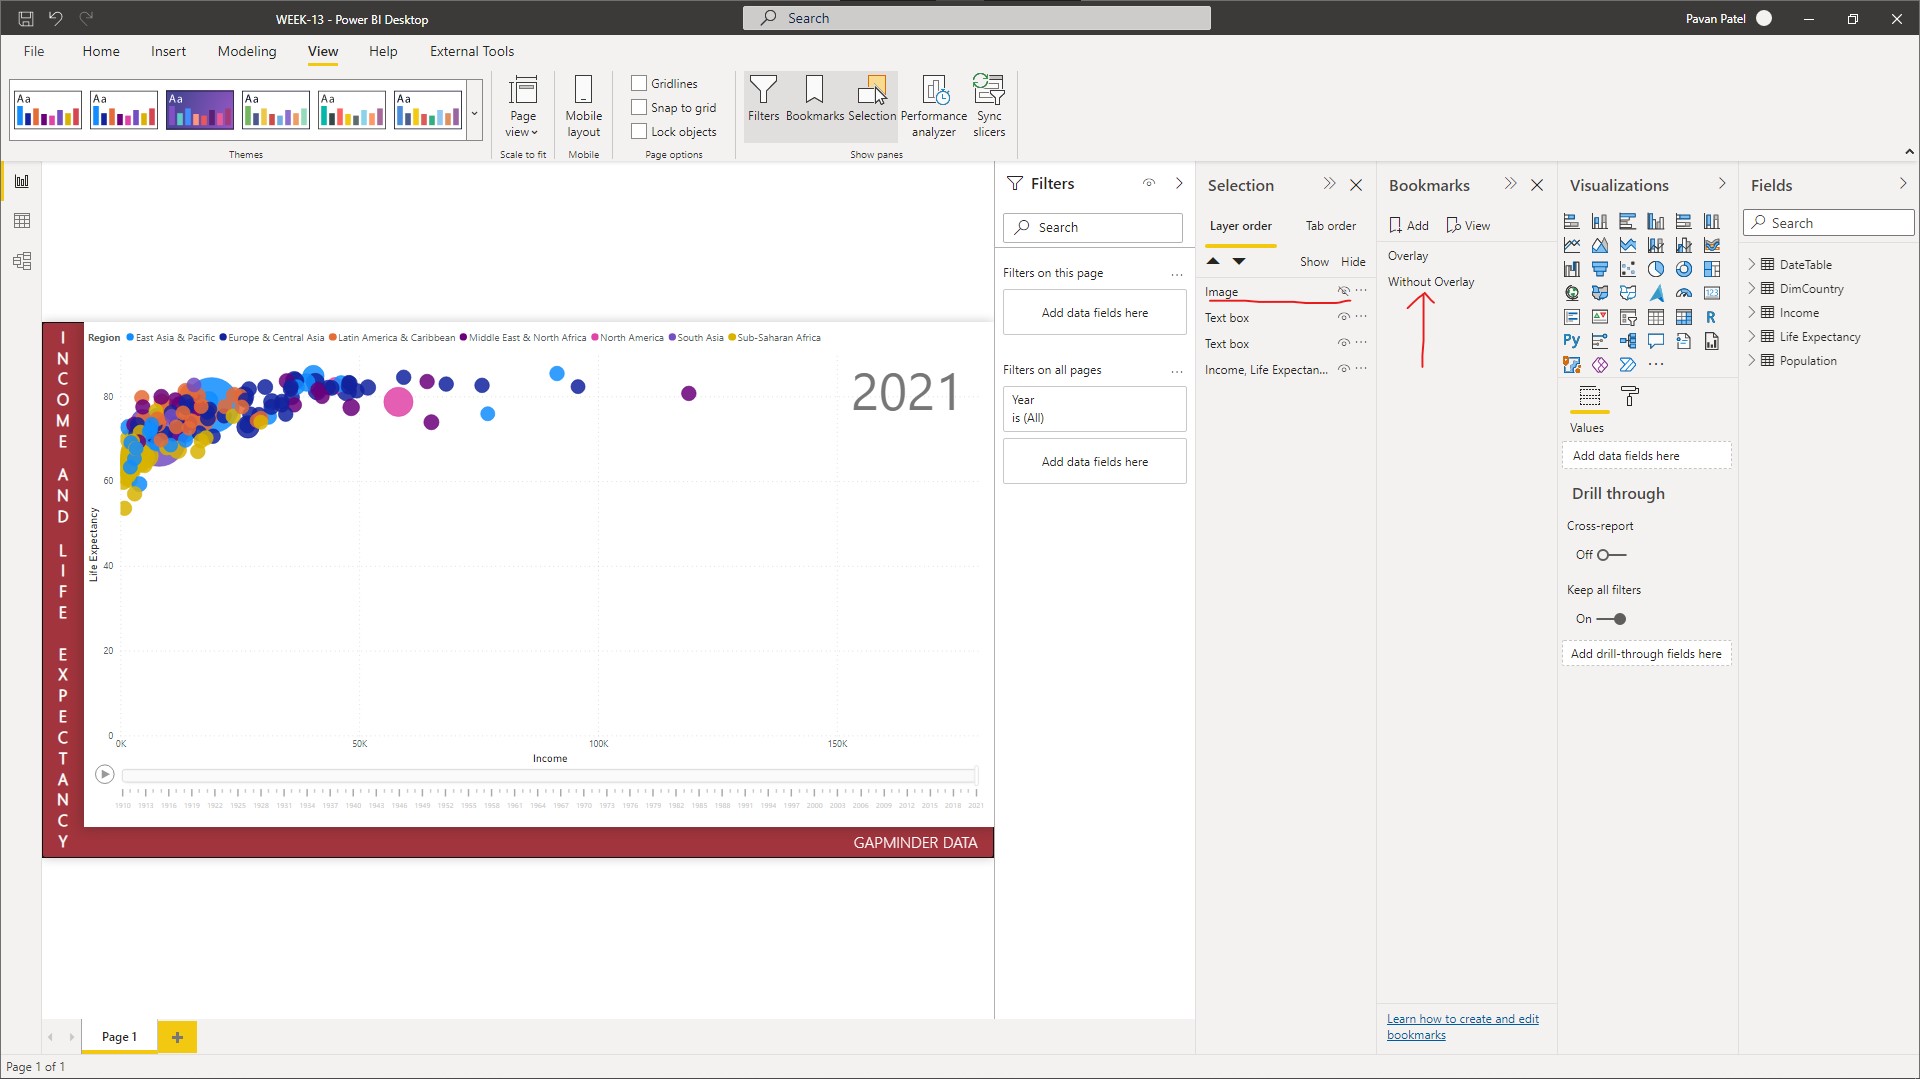 WEEK-13 - Power BI Desktop
Search
Pavan Patel
File Home Insert Modeling View Help External Tools
Aa Aa Aa Aa Aa Aa
Themes
Page view
Scale to fit
Mobile layout
Mobile
Gridlines
Snap to grid
Lock objects
Page options
Filters Bookmarks Selection Performance analyzer Sync slicers
Show panes
INCOME AND LIFE EXPECTANCY
Region East Asia & Pacific Europe & Central Asia Latin America & Caribbean Middle East & North Africa North America South Asia Sub-Saharan Africa
2021
80
60
40
20
0
Life Expectancy
0K 50K 100K 150K
Income
1910 1913 1916 1919 1922 1925 1928 1931 1934 1937 1940 1943 1946 1949 1952 1955 1958 1961 1964 1967 1970 1973 1976 1979 1982 1985 1988 1991 1994 1997 2000 2003 2006 2009 2012 2015 2018 2021
GAPMINDER DATA
Filters
Search
Filters on this page ...
Add data fields here
Filters on all pages ...
Year
is (All)
Add data fields here
Selection
Layer order Tab order
Show Hide
Image
Text box
Text box
Income, Life Expectan...
Bookmarks
Add View
Overlay
Without Overlay
Learn how to create and edit
bookmarks
Visualizations
R
Py
123
...
Values
Add data fields here
Drill through
Cross-report
Off
Keep all filters
On
Add drill-through fields here
Fields
Search
DateTable
DimCountry
Income
Life Expectancy
Population
Page 1
Page 1 of 1